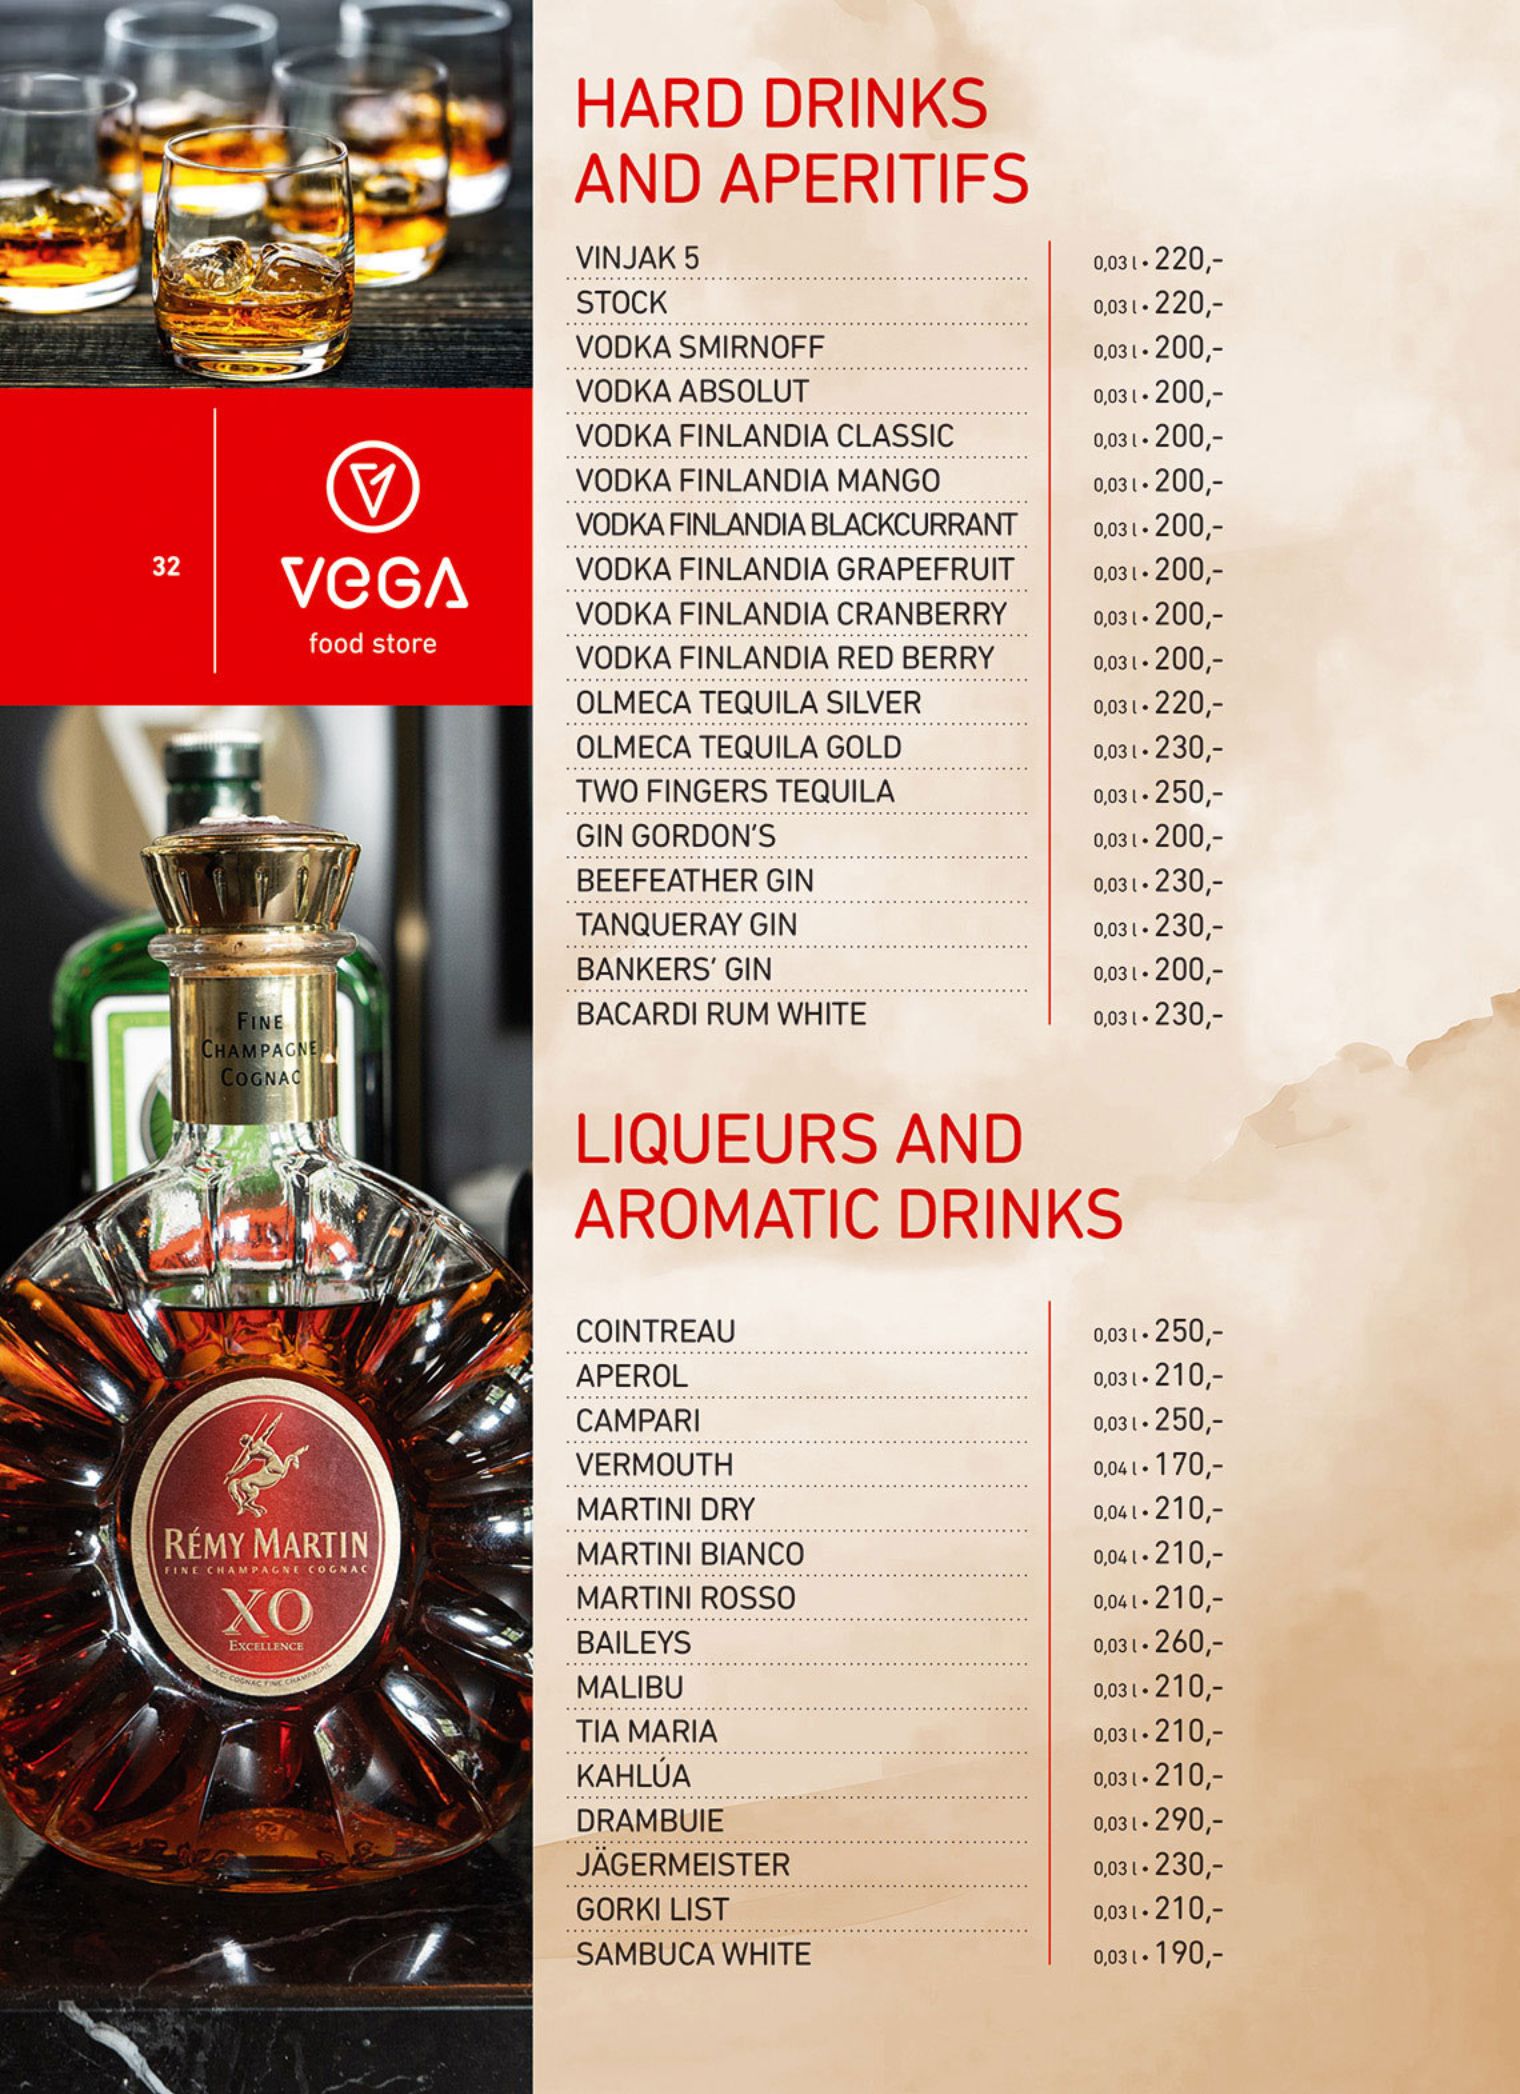 HARD DRINKS
AND APERITIFS
VINJAK 5 0,03 l • 220,-
STOCK 0,03 l • 220,-
VODKA SMIRNOFF 0,03 l • 200,-
VODKA ABSOLUT 0,03 l • 200,-
VODKA FINLANDIA CLASSIC 0,03 l • 200,-
VODKA FINLANDIA MANGO 0,03 l • 200,-
VODKA FINLANDIA BLACKCURRANT 0,03 l • 200,-
VODKA FINLANDIA GRAPEFRUIT 0,03 l • 200,-
VODKA FINLANDIA CRANBERRY 0,03 l • 200,-
VODKA FINLANDIA RED BERRY 0,03 l • 200,-
OLMECA TEQUILA SILVER 0,03 l • 220,-
OLMECA TEQUILA GOLD 0,03 l • 230,-
TWO FINGERS TEQUILA 0,03 l • 250,-
GIN GORDON'S 0,03 l • 200,-
BEEFEATHER GIN 0,03 l • 230,-
TANQUERAY GIN 0,03 l • 230,-
BANKERS' GIN 0,03 l • 200,-
BACARDI RUM WHITE 0,03 l • 230,-
LIQUEURS AND
AROMATIC DRINKS
COINTREAU 0,03 l • 250,-
APEROL 0,03 l • 210,-
CAMPARI 0,03 l • 250,-
VERMOUTH 0,04 l • 170,-
MARTINI DRY 0,04 l • 210,-
MARTINI BIANCO 0,04 l • 210,-
MARTINI ROSSO 0,04 l • 210,-
BAILEYS 0,03 l • 260,-
MALIBU 0,03 l • 210,-
TIA MARIA 0,03 l • 210,-
KAHLÚA 0,03 l • 210,-
DRAMBUIE 0,03 l • 290,-
JÄGERMEISTER 0,03 l • 230,-
GORKI LIST 0,03 l • 210,-
SAMBUCA WHITE 0,03 l • 190,-
32
VEGA
food store
FINE
CHAMPAGNE
COGNAC
RÉMY MARTIN
FINE CHAMPAGNE COGNAC
XO
EXCELLENCE
A.O.C. COGNAC FINE CHAMPAGNE